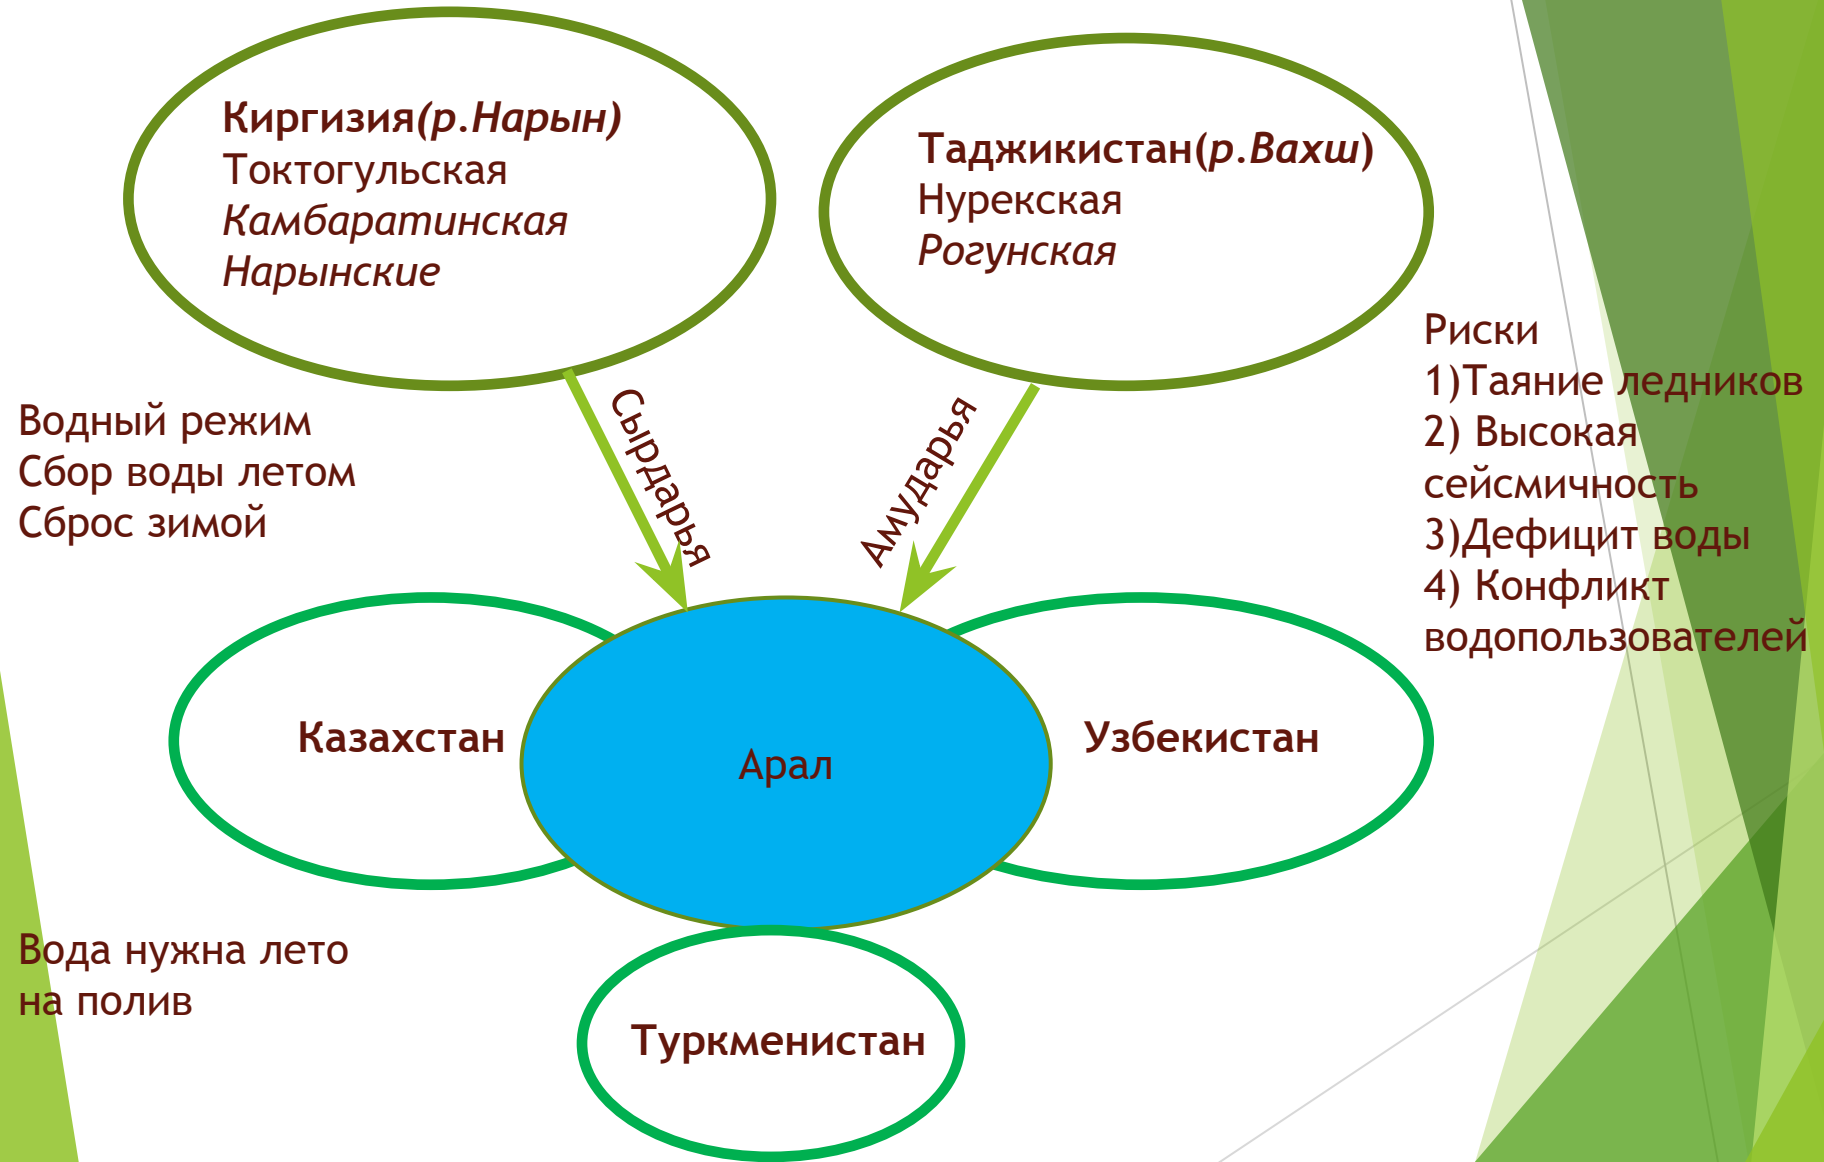 Киргизия(р.Нарын)
Токтогульская
Камбаратинская
Нарынские
Таджикистан(р.Вахш)
Нурекская
Рогунская
Риски
1)Таяние ледников
2) Высокая
сейсмичность
3)Дефицит воды
4) Конфликт
водопользователей
Водный режим
Сбор воды летом
Сброс зимой
Сырдарья
Амударья
Казахстан
Арал
Узбекистан
Вода нужна лето
на полив
Туркменистан